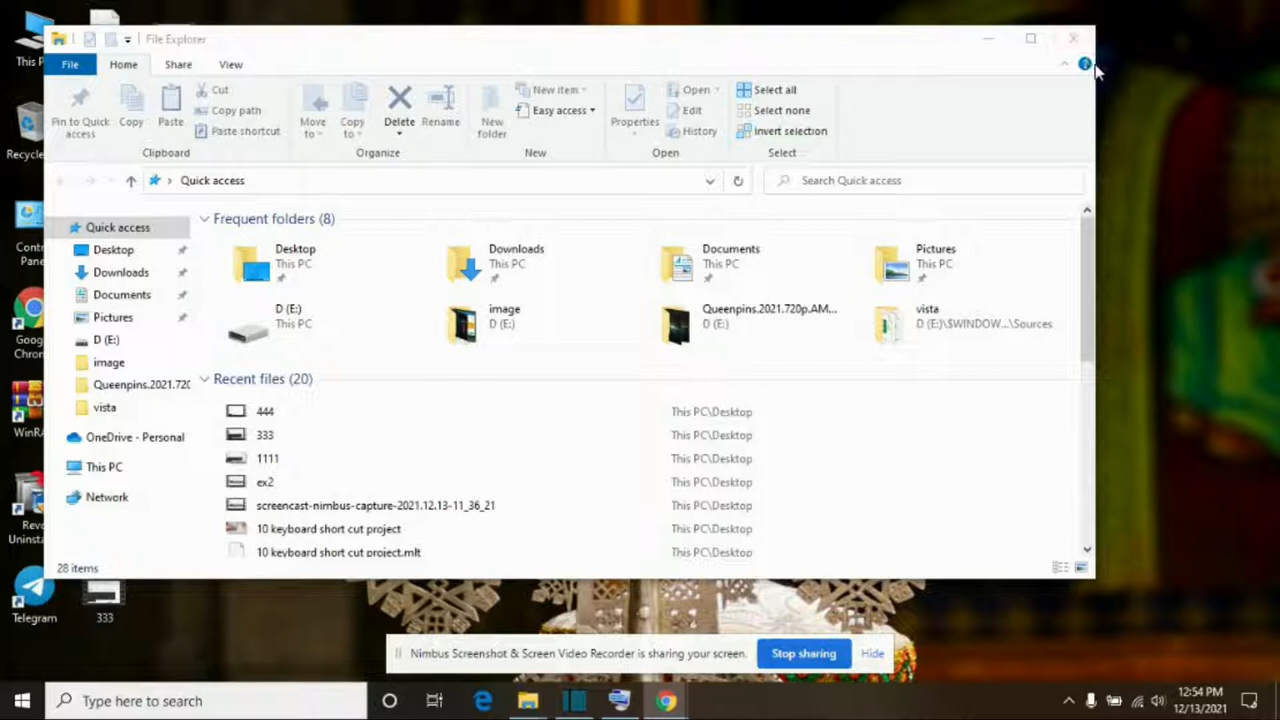 File Explorer
File Home Share View
Pin to Quick access
Copy
Paste
Cut
Copy path
Paste shortcut
Clipboard
Move to
Copy to
Delete
Rename
Organize
New folder
New item
Easy access
New
Properties
Open
Edit
History
Open
Select all
Select none
Invert selection
Select
Quick access
Search Quick access
Quick access
Desktop
Downloads
Documents
Pictures
D (E:)
image
Queenpins.2021.720
vista
OneDrive - Personal
This PC
Network
Frequent folders (8)
Desktop
This PC
Downloads
This PC
Documents
This PC
Pictures
This PC
D (E:)
This PC
image
D (E:)
Queenpins.2021.720p.AM...
D (E:)
vista
D (E:)\$WINDOW...\Sources
Recent files (20)
444 This PC\Desktop
333 This PC\Desktop
1111 This PC\Desktop
ex2 This PC\Desktop
screencast-nimbus-capture-2021.12.13-11_36_21 This PC\Desktop
10 keyboard short cut project This PC\Desktop
10 keyboard short cut project.mlt This PC\Desktop
28 items
This P
Recycle
Contr
Panel
Goog
Chron
WinRA
Revo
Uninsta
Telegram
333
Nimbus Screenshot & Screen Video Recorder is sharing your screen. Stop sharing Hide
Type here to search
12:54 PM
12/13/2021